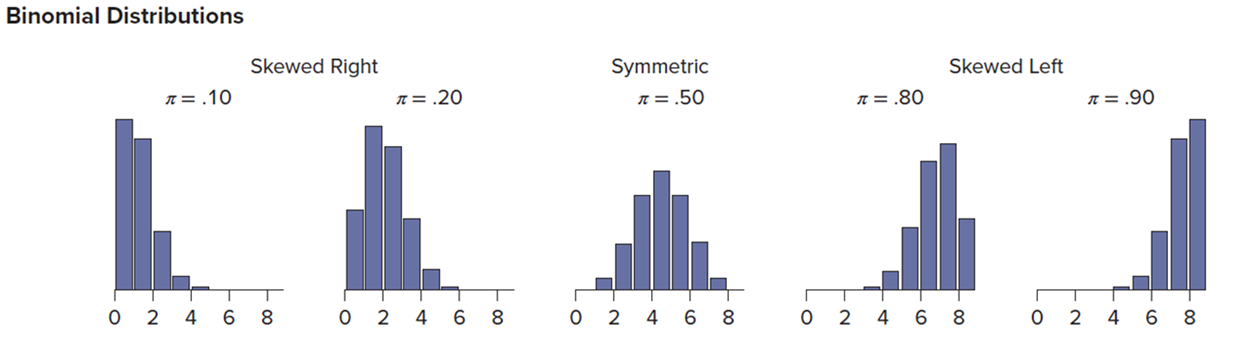 Binomial Distributions
Skewed Right Symmetric Skewed Left
π = .10 π = .20 π = .50 π = .80 π = .90
0 2 4 6 8 0 2 4 6 8 0 2 4 6 8 0 2 4 6 8 0 2 4 6 8